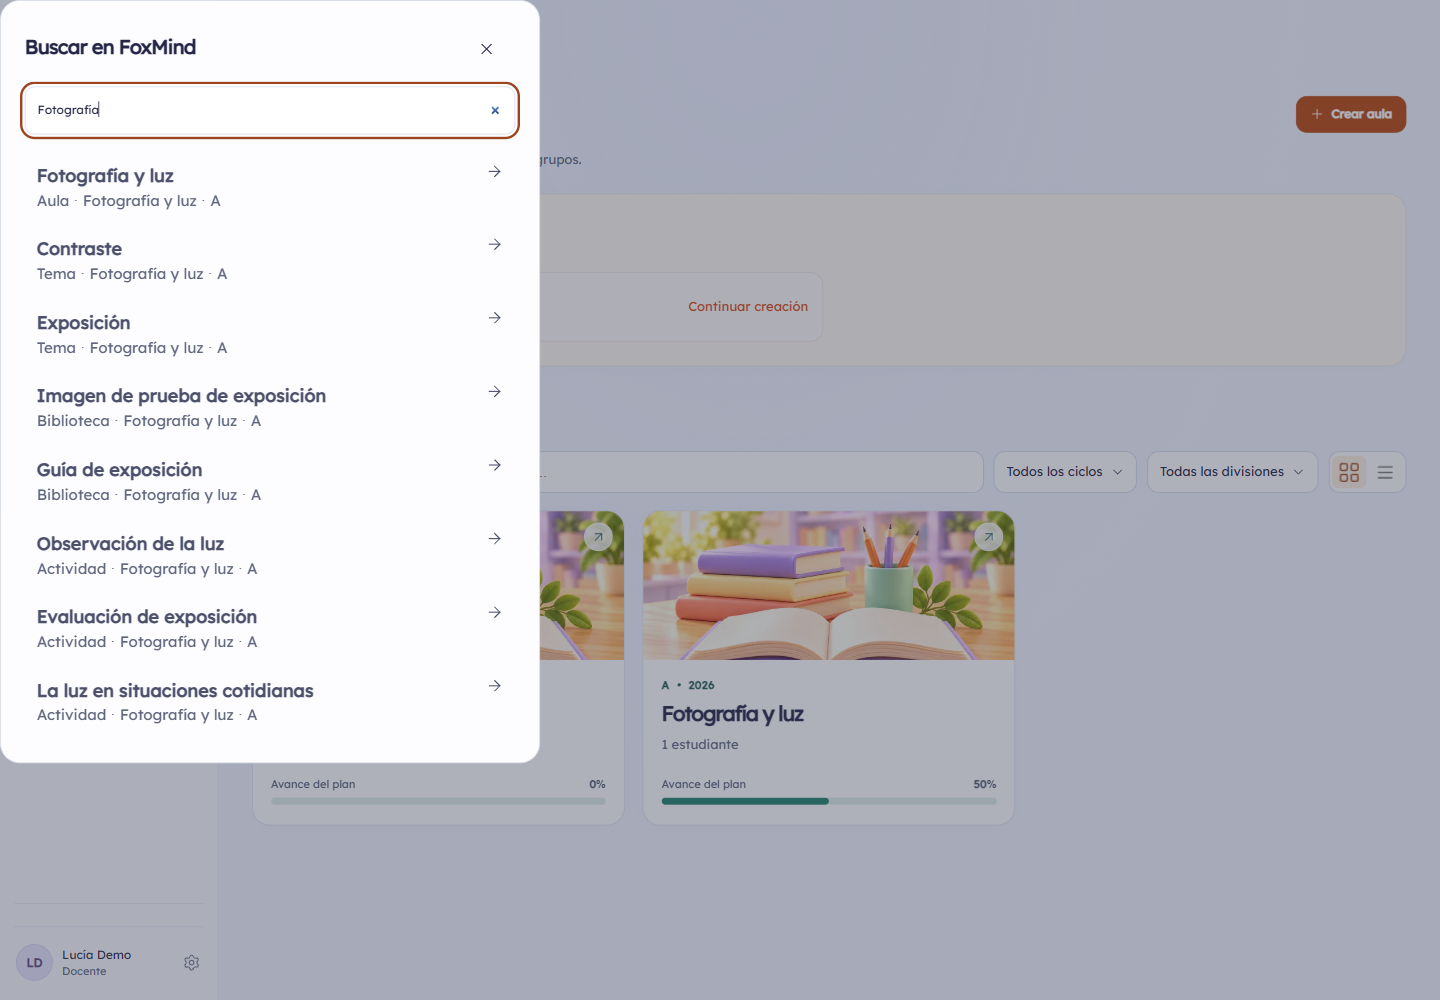 Buscar en FoxMind
Fotografía
Fotografía y luz
Aula · Fotografía y luz · A
Contraste
Tema · Fotografía y luz · A
Exposición
Tema · Fotografía y luz · A
Imagen de prueba de exposición
Biblioteca · Fotografía y luz · A
Guía de exposición
Biblioteca · Fotografía y luz · A
Observación de la luz
Actividad · Fotografía y luz · A
Evaluación de exposición
Actividad · Fotografía y luz · A
La luz en situaciones cotidianas
Actividad · Fotografía y luz · A
Crear aula
grupos.
Continuar creación
Todos los ciclos
Todas las divisiones
Avance del plan 0%
A • 2026
Fotografía y luz
1 estudiante
Avance del plan 50%
LD
Lucía Demo
Docente